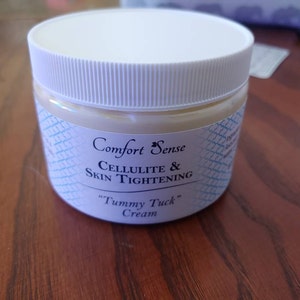 Comfort Sense
CELLULITE &
SKIN TIGHTENING
"Tummy Tuck"
Cream